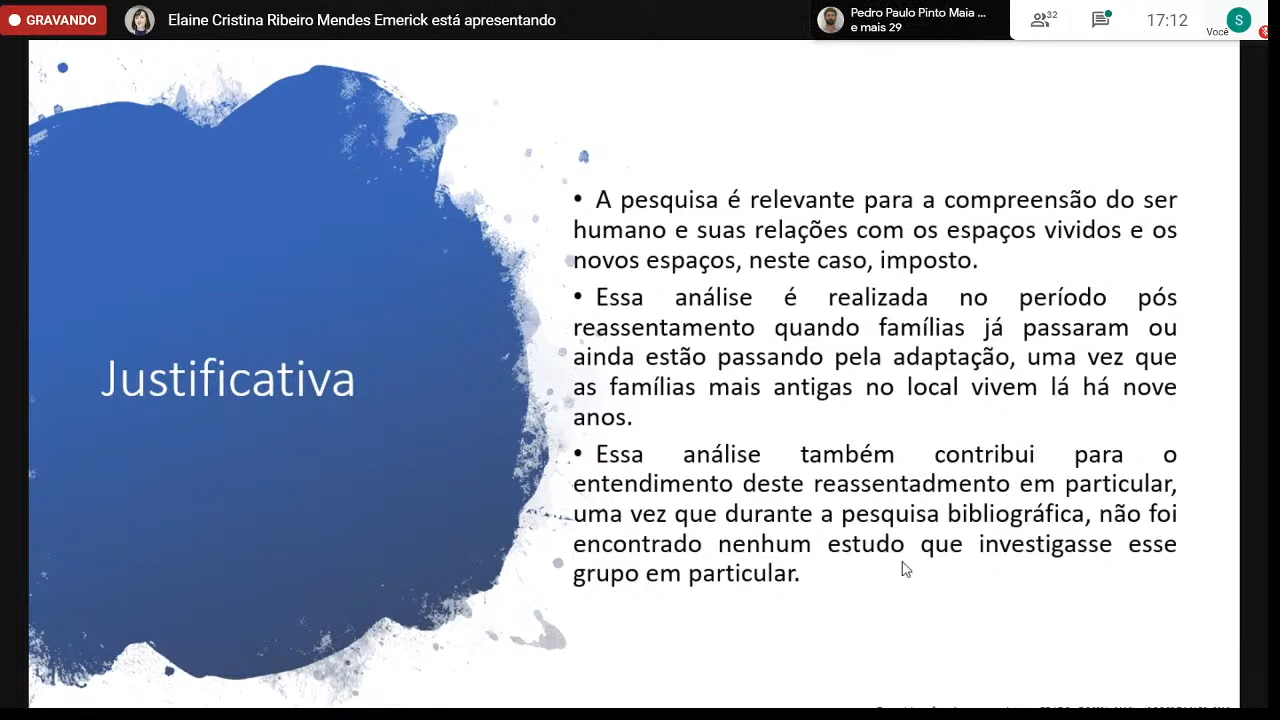 GRAVANDO
Elaine Cristina Ribeiro Mendes Emerick está apresentando
Pedro Paulo Pinto Maia ...
e mais 29
32
17:12
Você
S
Justificativa
• A pesquisa é relevante para a compreensão do ser
humano e suas relações com os espaços vividos e os
novos espaços, neste caso, imposto.
• Essa análise é realizada no período pós
reassentamento quando famílias já passaram ou
ainda estão passando pela adaptação, uma vez que
as famílias mais antigas no local vivem lá há nove
anos.
• Essa análise também contribui para o
entendimento deste reassentadmento em particular,
uma vez que durante a pesquisa bibliográfica, não foi
encontrado nenhum estudo que investigasse esse
grupo em particular.